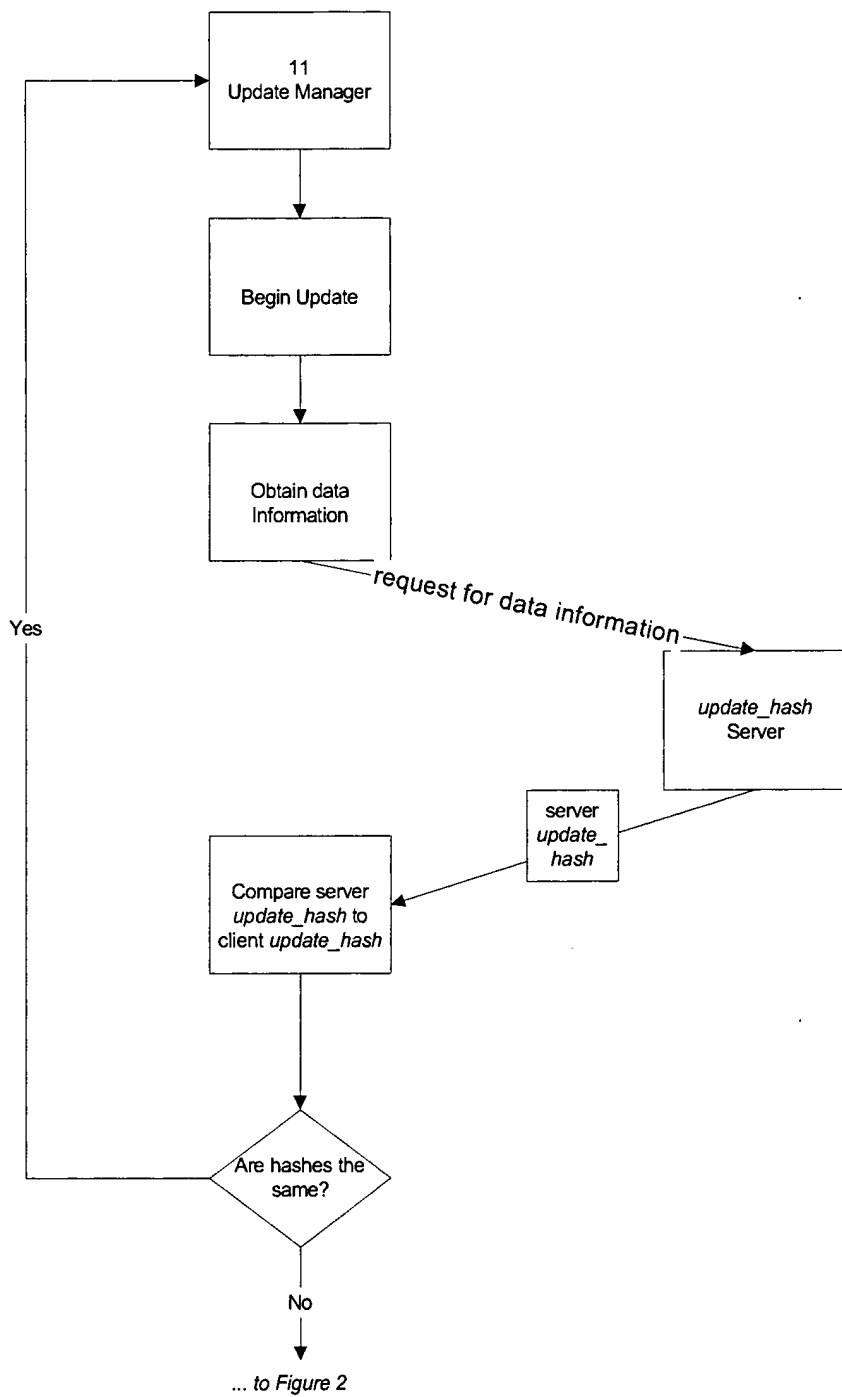 11
Update Manager
Begin Update
Obtain data
Information
request for data information
Yes
update_hash
Server
server
update_
hash
Compare server
update_hash to
client update_hash
Are hashes the
same?
No
... to Figure 2